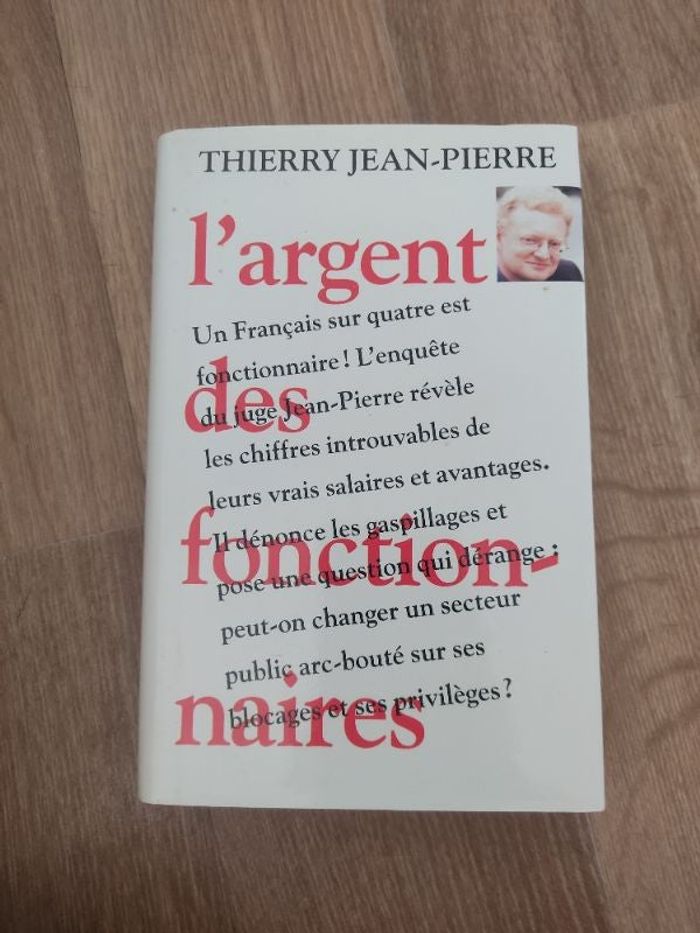 THIERRY JEAN-PIERRE
l'argent
des
fonction-
naires
Un Français sur quatre est
fonctionnaire! L'enquête
du juge Jean-Pierre révèle
les chiffres introuvables de
leurs vrais salaires et avantages.
Il dénonce les gaspillages et
pose une question qui dérange :
peut-on changer un secteur
public arc-bouté sur ses
blocages et ses privilèges?